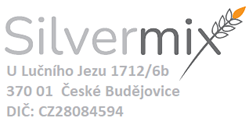 Silvermix
U Lučního Jezu 1712/6b
370 01 České Budějovice
DIČ: CZ28084594